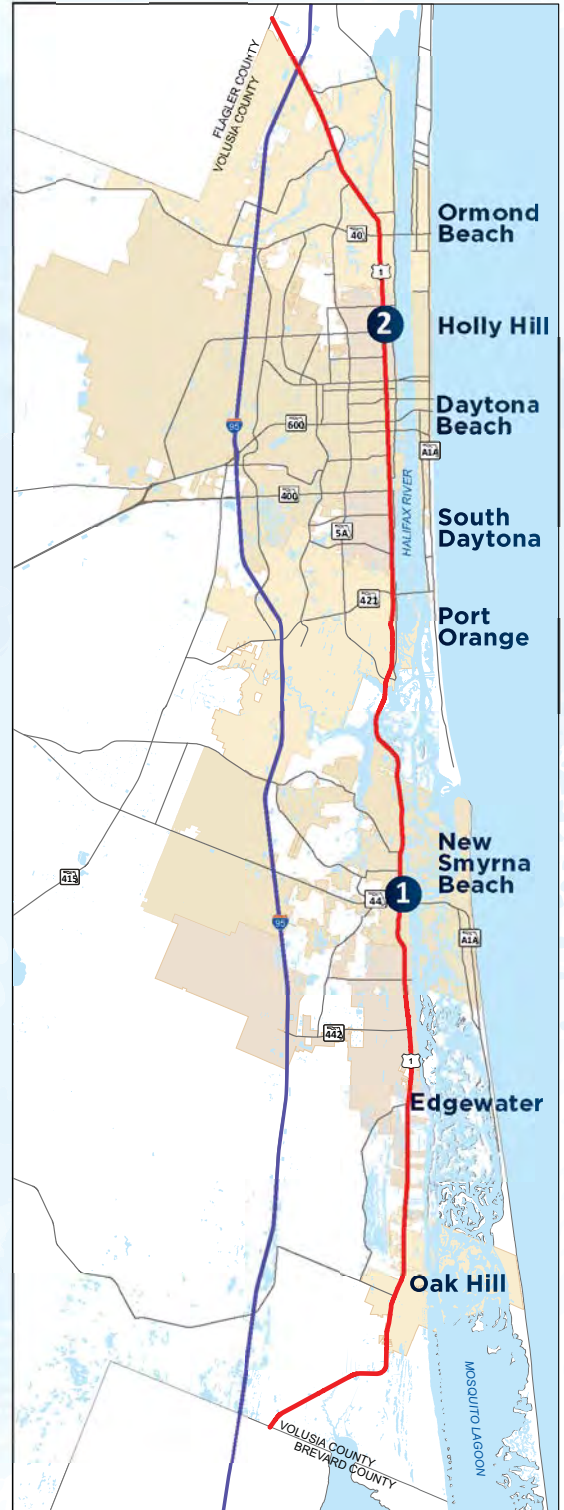 FLAGLER COUNTY
VOLUSIA COUNTY
Ormond
Beach
40
1
2
Holly Hill
Daytona
Beach
600
95
A1A
HALIFAX RIVER
400
South
Daytona
5A
421
Port
Orange
New
Smyrna
Beach
415
44
1
95
A1A
442
1
Edgewater
Oak Hill
MOSQUITO LAGOON
VOLUSIA COUNTY
BREVARD COUNTY